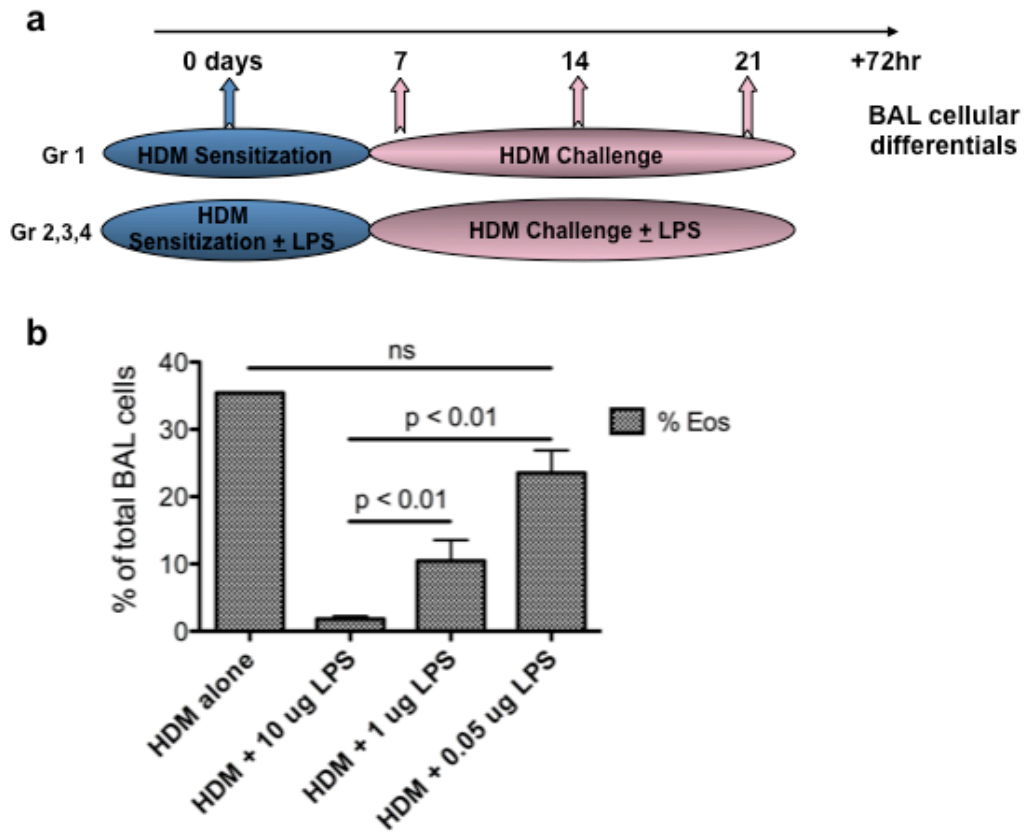 a
0 days 7 14 21 +72hr
BAL cellular
differentials
Gr 1 HDM Sensitization HDM Challenge
Gr 2,3,4 HDM
Sensitization ± LPS HDM Challenge ± LPS
b
% of total BAL cells
40
30
20
10
0
ns
p < 0.01
p < 0.01
% Eos
HDM alone
HDM + 10 ug LPS
HDM + 1 ug LPS
HDM + 0.05 ug LPS